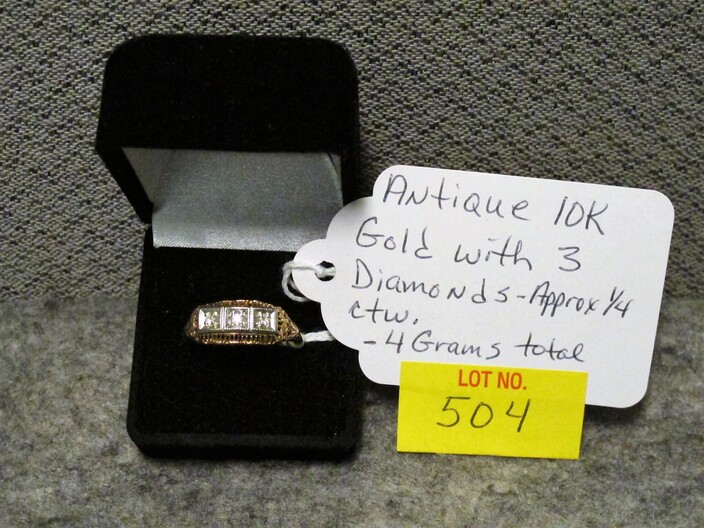 Antique 10K
Gold with 3
Diamonds - Approx 1/4
ctw.
- 4 Grams total
LOT NO.
504